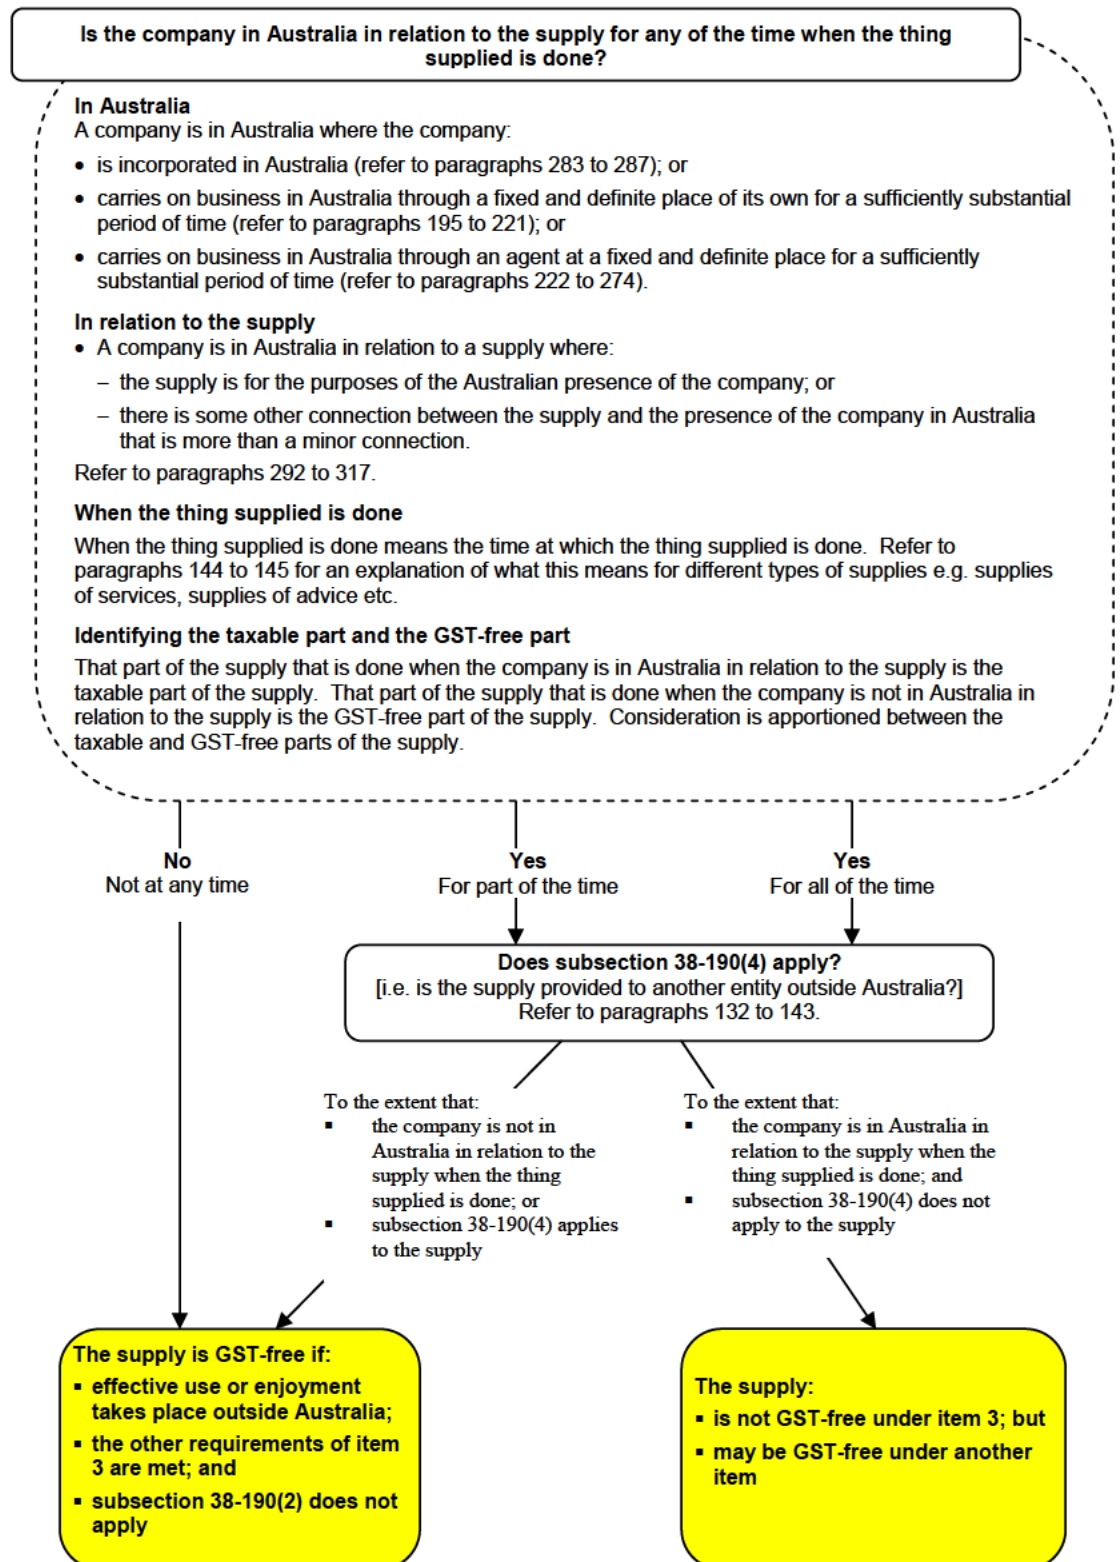 Is the company in Australia in relation to the supply for any of the time when the thing
supplied is done?
In Australia
A company is in Australia where the company:
• is incorporated in Australia (refer to paragraphs 283 to 287); or
• carries on business in Australia through a fixed and definite place of its own for a sufficiently substantial
period of time (refer to paragraphs 195 to 221); or
• carries on business in Australia through an agent at a fixed and definite place for a sufficiently
substantial period of time (refer to paragraphs 222 to 274).
In relation to the supply
• A company is in Australia in relation to a supply where:
– the supply is for the purposes of the Australian presence of the company; or
– there is some other connection between the supply and the presence of the company in Australia
that is more than a minor connection.
Refer to paragraphs 292 to 317.
When the thing supplied is done
When the thing supplied is done means the time at which the thing supplied is done. Refer to
paragraphs 144 to 145 for an explanation of what this means for different types of supplies e.g. supplies
of services, supplies of advice etc.
Identifying the taxable part and the GST-free part
That part of the supply that is done when the company is in Australia in relation to the supply is the
taxable part of the supply. That part of the supply that is done when the company is not in Australia in
relation to the supply is the GST-free part of the supply. Consideration is apportioned between the
taxable and GST-free parts of the supply.
No
Not at any time
Yes
For part of the time
Yes
For all of the time
Does subsection 38-190(4) apply?
[i.e. is the supply provided to another entity outside Australia?]
Refer to paragraphs 132 to 143.
To the extent that:
▪ the company is not in
Australia in relation to the
supply when the thing
supplied is done; or
▪ subsection 38-190(4) applies
to the supply
To the extent that:
▪ the company is in Australia in
relation to the supply when the
thing supplied is done; and
▪ subsection 38-190(4) does not
apply to the supply
The supply is GST-free if:
▪ effective use or enjoyment
takes place outside Australia;
▪ the other requirements of item
3 are met; and
▪ subsection 38-190(2) does not
apply
The supply:
▪ is not GST-free under item 3; but
▪ may be GST-free under another
item